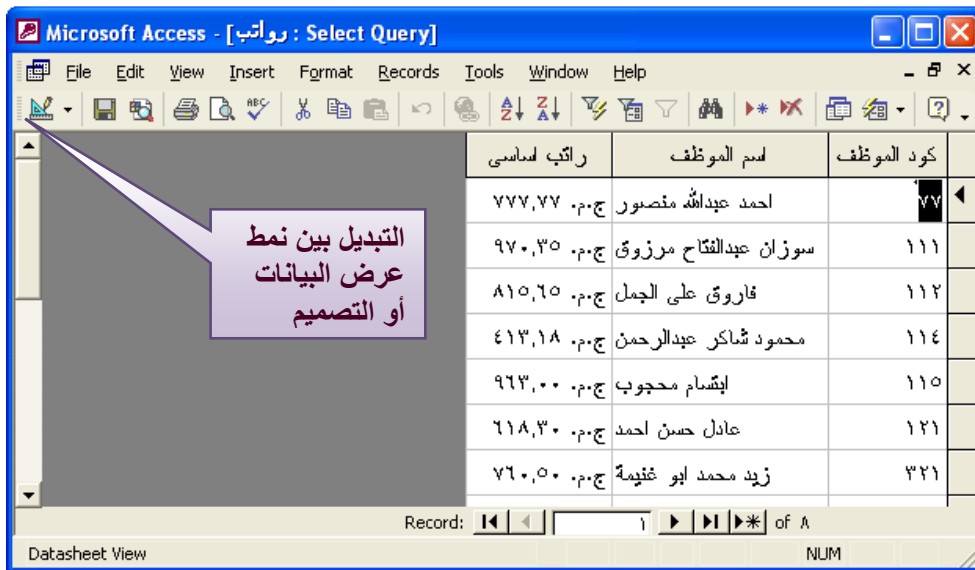 Microsoft Access - [رواتب : Select Query]
File Edit View Insert Format Records Tools Window Help
كود الموظف اسم الموظف راتب اساسى
٧٧ احمد عبدالله منصور ج.م. ٧٧٧,٧٧
١١١ سوزان عبدالفتاح مرزوق ج.م. ٩٧٠,٣٥
١١٢ فاروق على الجمل ج.م. ٨١٥,٦٥
١١٤ محمود شاكر عبدالرحمن ج.م. ٤١٣,١٨
١١٥ ابتسام محجوب ج.م. ٩٦٣,٠٠
١٢١ عادل حسن احمد ج.م. ٦١٨,٣٠
٣٢١ زيد محمد ابو غنيمة ج.م. ٧٦٠,٥٠
التبديل بين نمط
عرض البيانات
أو التصميم
Record: ١ of ٨
Datasheet View NUM